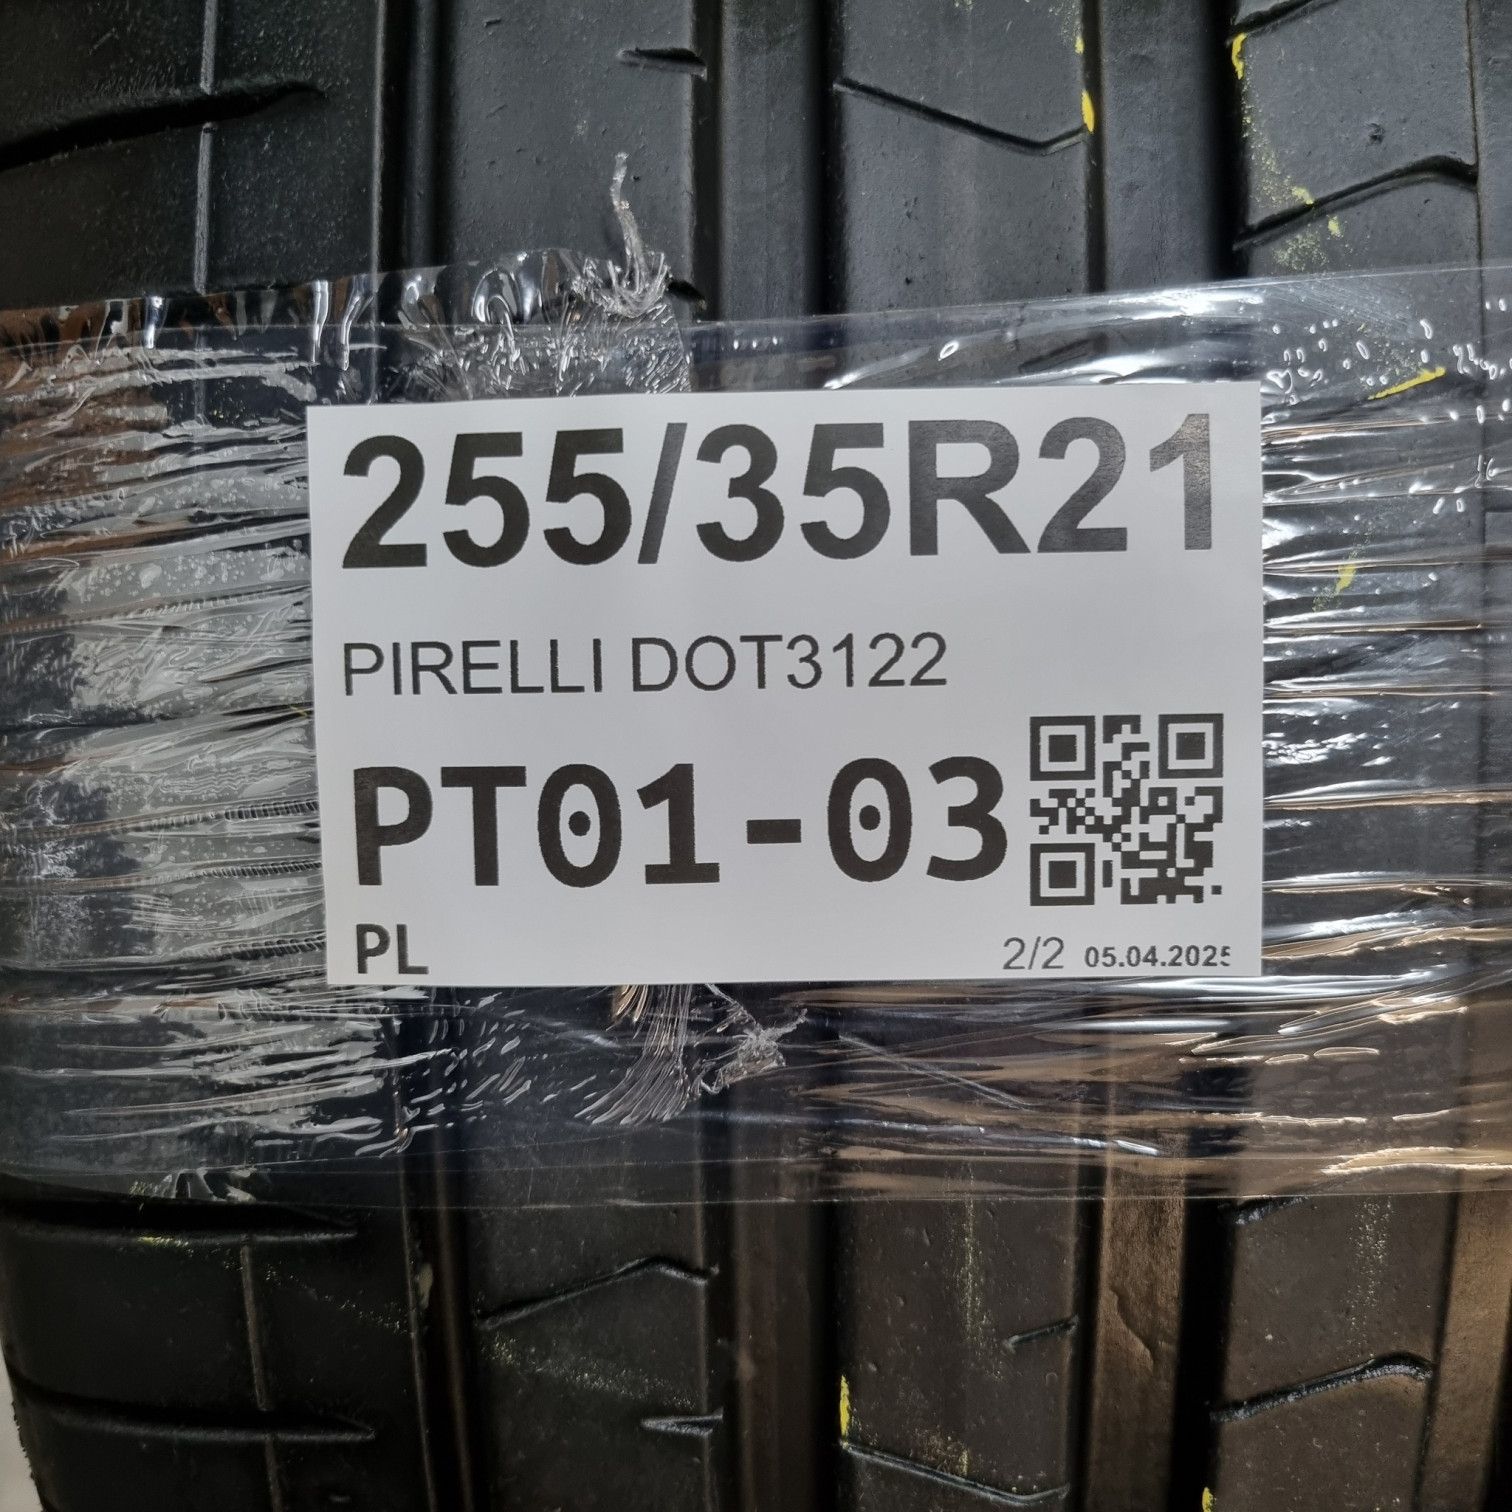 255/35R21
PIRELLI DOT3122
PT01-03
PL
2/2 05.04.2025